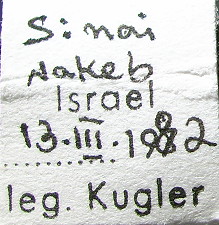 Sinai
Nakeb
Israel
13.III.1982
leg. Kugler